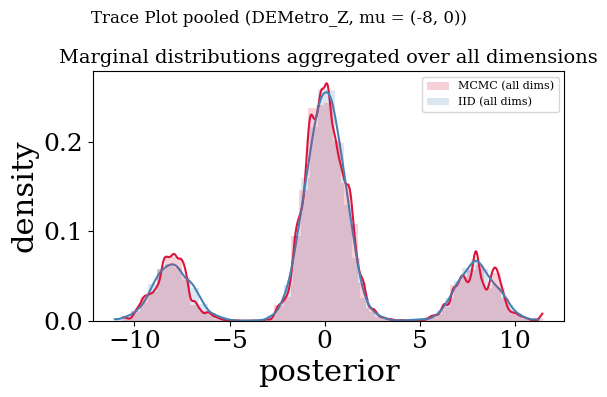 Trace Plot pooled (DEMetro_Z, mu = (-8, 0))
Marginal distributions aggregated over all dimensions
MCMC (all dims)
IID (all dims)
density
0.2
0.1
0.0
−10
−5
0
5
10
posterior